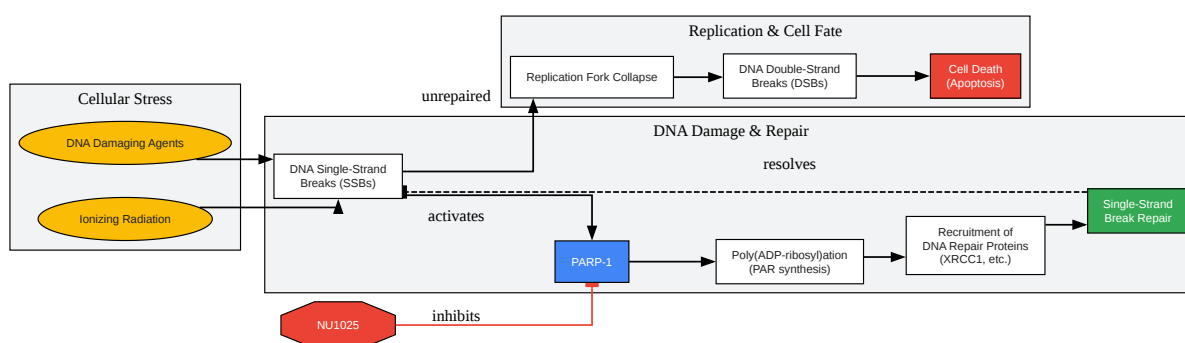 Replication & Cell Fate
Replication Fork Collapse
DNA Double-Strand
Breaks (DSBs)
Cell Death
(Apoptosis)
unrepaired
Cellular Stress
DNA Damaging Agents
Ionizing Radiation
DNA Damage & Repair
DNA Single-Strand
Breaks (SSBs)
resolves
activates
Single-Strand
Break Repair
Recruitment of
DNA Repair Proteins
(XRCC1, etc.)
PARP-1
Poly(ADP-ribosyl)ation
(PAR synthesis)
NU1025
inhibits